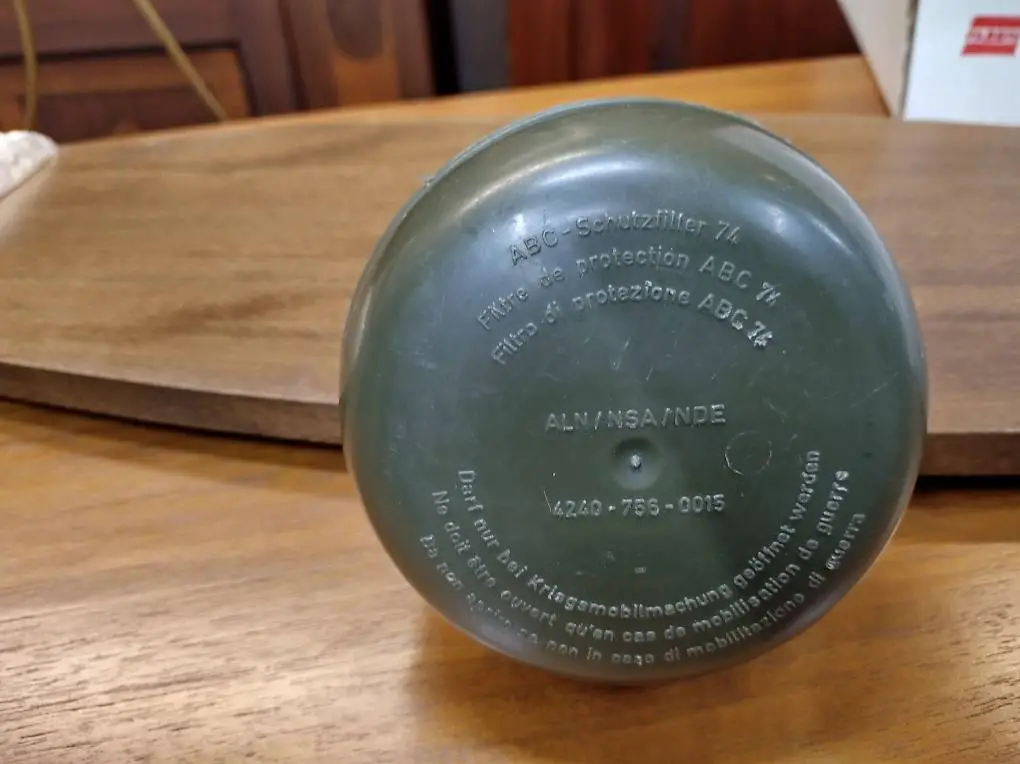 ABC-Schutzfilter 74
Filtre de protection ABC 74
Filtro di protezione ABC 74
ALN/NSA/NDE
4240-756-0015
Darf nur bei Kriegsmobilmachung geöffnet werden
Ne doit être ouvert qu'en cas de mobilisation de guerre
Da non aprire se non in caso di mobilitazione di guerra